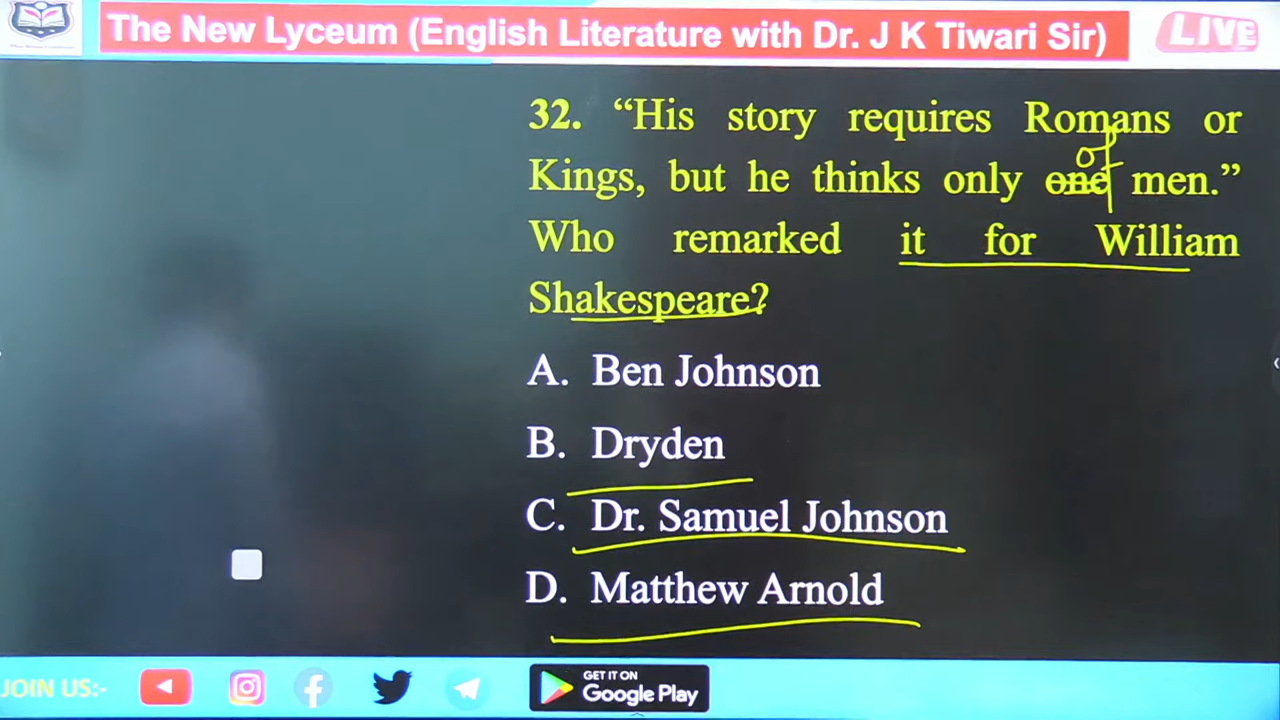 The New Lyceum (English Literature with Dr. J K Tiwari Sir)
LIVE
32. “His story requires Romans or
of
Kings, but he thinks only one men.”
Who remarked it for William
Shakespeare?
A. Ben Johnson
B. Dryden
C. Dr. Samuel Johnson
D. Matthew Arnold
JOIN US:-
GET IT ON
Google Play